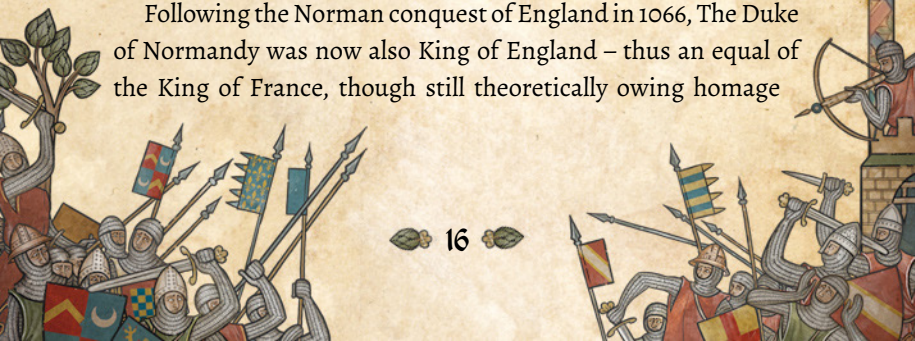 Following the Norman conquest of England in 1066, The Duke
of Normandy was now also King of England – thus an equal of
the King of France, though still theoretically owing homage
16